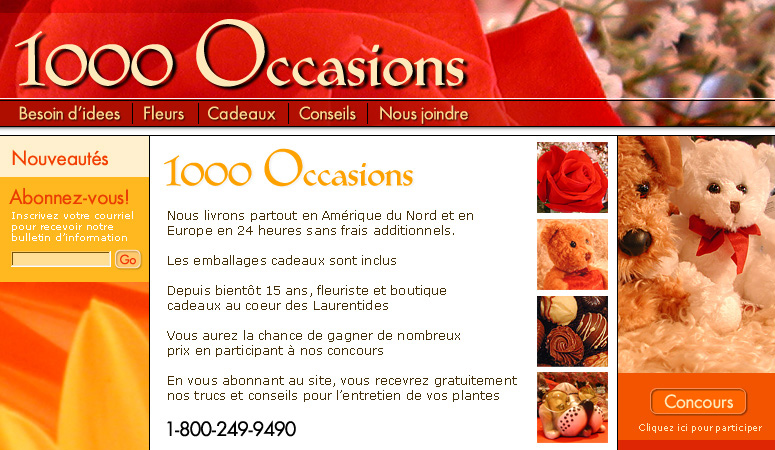 1000 Occasions
Besoin d'idees
Fleurs
Cadeaux
Conseils
Nous joindre
Nouveautés
Abonnez-vous!
Inscrivez votre courriel
pour recevoir notre
bulletin d'information
Go
1000 Occasions
Nous livrons partout en Amérique du Nord et en
Europe en 24 heures sans frais additionnels.
Les emballages cadeaux sont inclus
Depuis bientôt 15 ans, fleuriste et boutique
cadeaux au coeur des Laurentides
Vous aurez la chance de gagner de nombreux
prix en participant à nos concours
En vous abonnant au site, vous recevrez gratuitement
nos trucs et conseils pour l'entretien de vos plantes
1-800-249-9490
Concours
Cliquez ici pour participer